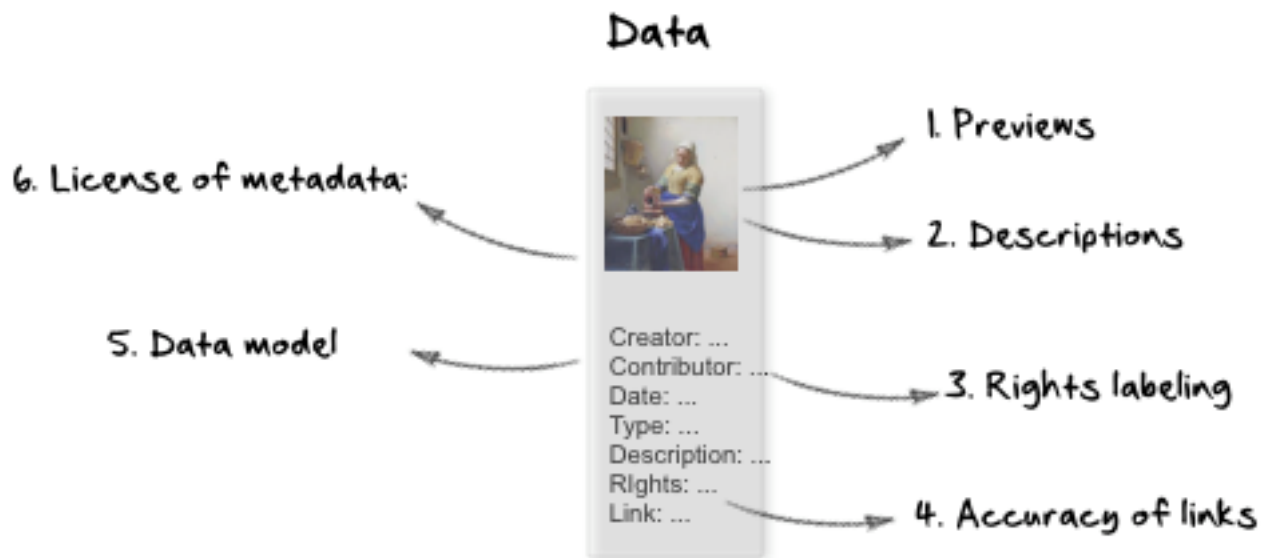 Data
1. Previews
6. License of metadata:
2. Descriptions
Creator: ...
5. Data model
Contributor: ...
3. Rights labeling
Date: ...
Type: ...
Description: ...
RIghts: ...
Link: ...
4. Accuracy of links